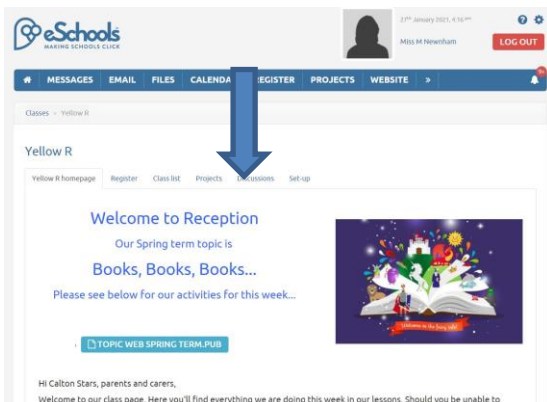 eSchools
MAKING SCHOOLS CLICK
21st January 2021, 4:16 PM
Miss M Newnham
LOG OUT
MESSAGES EMAIL FILES CALENDA REGISTER PROJECTS WEBSITE »
Classes > Yellow R
Yellow R
Yellow R homepage Register Class list Projects Discussions Set-up
Welcome to Reception
Our Spring term topic is
Books, Books, Books...
Please see below for our activities for this week...
TOPIC WEB SPRING TERM.PUB
Hi Calton Stars, parents and carers,
Welcome to our class page. Here you'll find everything we are doing this week in our lessons. Should you be unable to